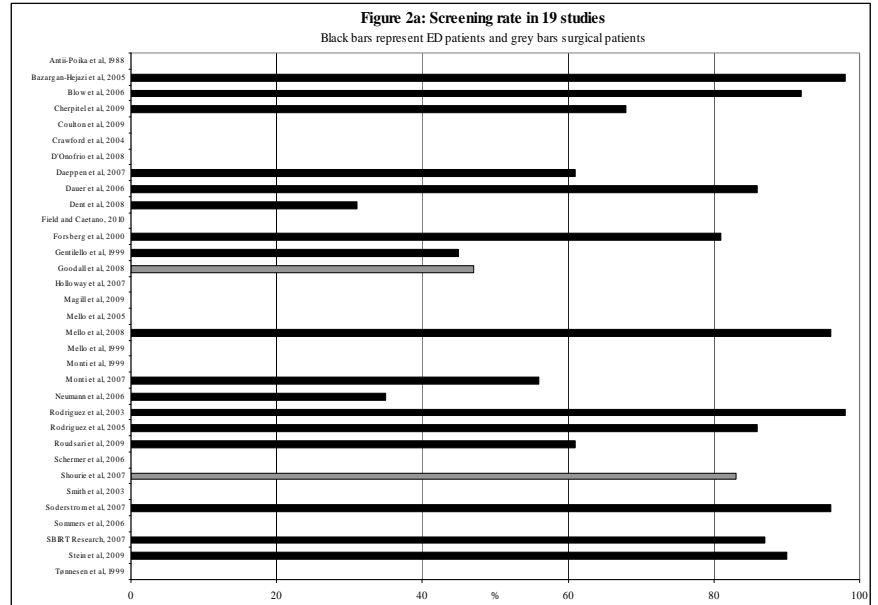 Figure 2a: Screening rate in 19 studies
Black bars represent ED patients and grey bars surgical patients
Antii-Poika et al, 1988
Bazargan-Hejazi et al, 2005
Blow et al, 2006
Cherpitel et al, 2009
Coulton et al, 2009
Crawford et al, 2004
D'Onofrio et al, 2008
Daeppen et al, 2007
Dauer et al, 2006
Dent et al, 2008
Field and Caetano, 2010
Forsberg et al, 2000
Gentilello et al, 1999
Goodall et al, 2008
Holloway et al, 2007
Magill et al, 2009
Mello et al, 2005
Mello et al, 2008
Mello et al, 1999
Monti et al, 1999
Monti et al, 2007
Neumann et al, 2006
Rodriguez et al, 2003
Rodriguez et al, 2005
Roudsari et al, 2009
Schermer et al, 2006
Shourie et al, 2007
Smith et al, 2003
Soderstrom et al, 2007
Sommers et al, 2006
SBIRT Research, 2007
Stein et al, 2009
Tønnesen et al, 1999
0 20 40 % 60 80 100